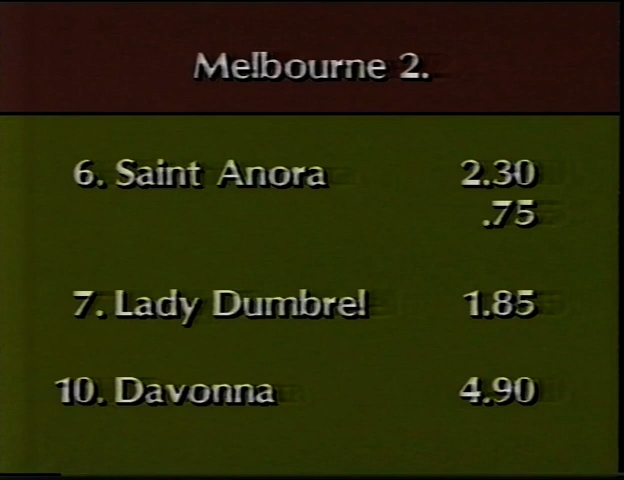 Melbourne 2.
6. Saint Anora 2.30
.75
7. Lady Dumbrel 1.85
10. Davonna 4.90